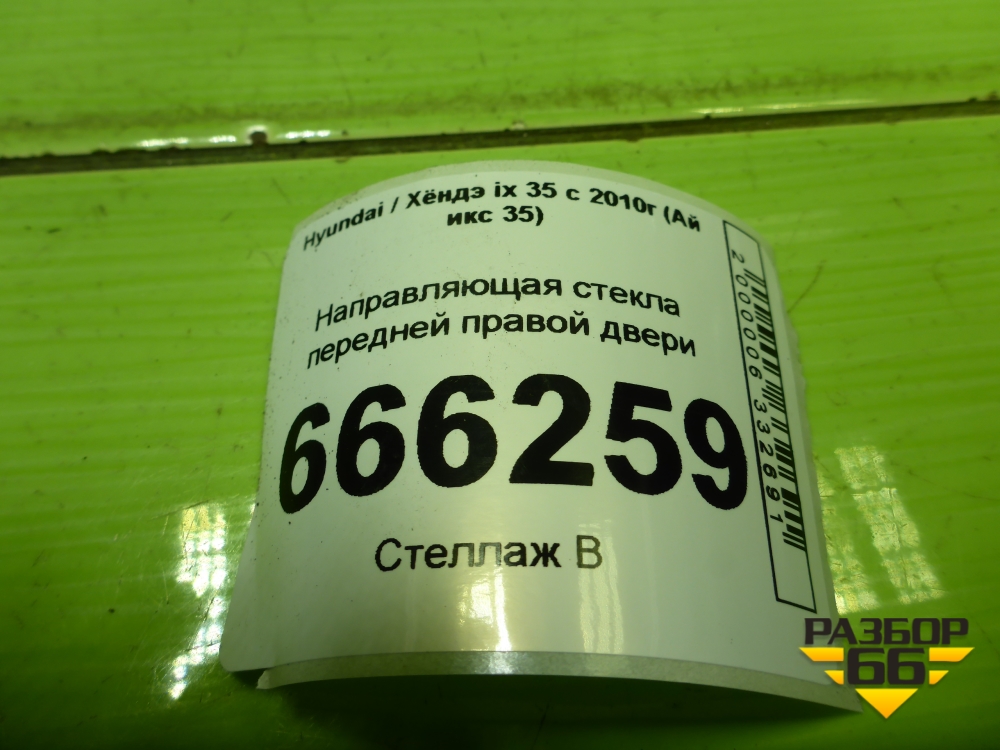 Hyundai / Хёндэ ix 35 с 2010г (Ай
икс 35)
Направляющая стекла
передней правой двери
666259
Стеллаж В
2000006332691
РАЗБОР
66